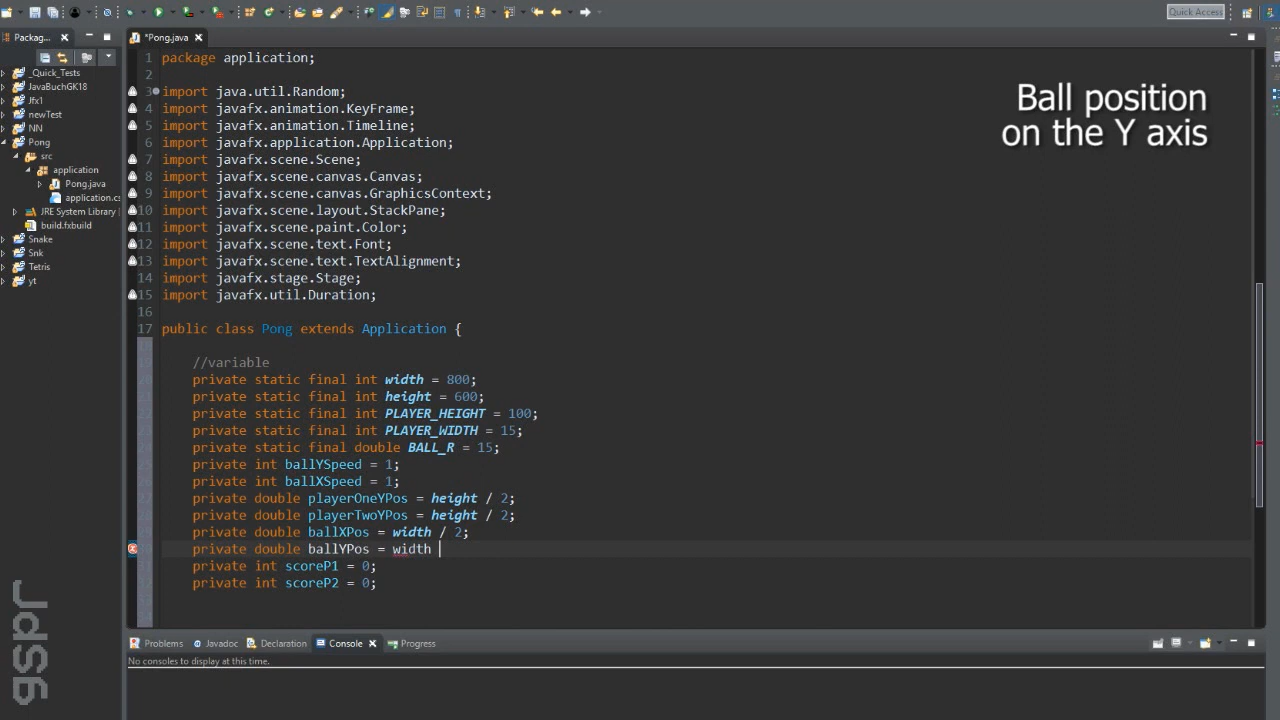 Quick Access
Packag...
*Pong.java
_Quick_Tests
JavaBuchGK18
Jfx1
newTest
NN
Pong
src
application
Pong.java
application.cs
JRE System Library [
build.fxbuild
Snake
Snk
Tetris
yt
1 package application;
2
3 import java.util.Random;
4 import javafx.animation.KeyFrame;
5 import javafx.animation.Timeline;
6 import javafx.application.Application;
7 import javafx.scene.Scene;
8 import javafx.scene.canvas.Canvas;
9 import javafx.scene.canvas.GraphicsContext;
10 import javafx.scene.layout.StackPane;
11 import javafx.scene.paint.Color;
12 import javafx.scene.text.Font;
13 import javafx.scene.text.TextAlignment;
14 import javafx.stage.Stage;
15 import javafx.util.Duration;
16
17 public class Pong extends Application {
//variable
private static final int width = 800;
private static final int height = 600;
private static final int PLAYER_HEIGHT = 100;
private static final int PLAYER_WIDTH = 15;
private static final double BALL_R = 15;
private int ballYSpeed = 1;
private int ballXSpeed = 1;
private double playerOneYPos = height / 2;
private double playerTwoYPos = height / 2;
private double ballXPos = width / 2;
private double ballYPos = width
private int scoreP1 = 0;
private int scoreP2 = 0;
Ball position
on the Y axis
Problems
Javadoc
Declaration
Console
Progress
No consoles to display at this time.